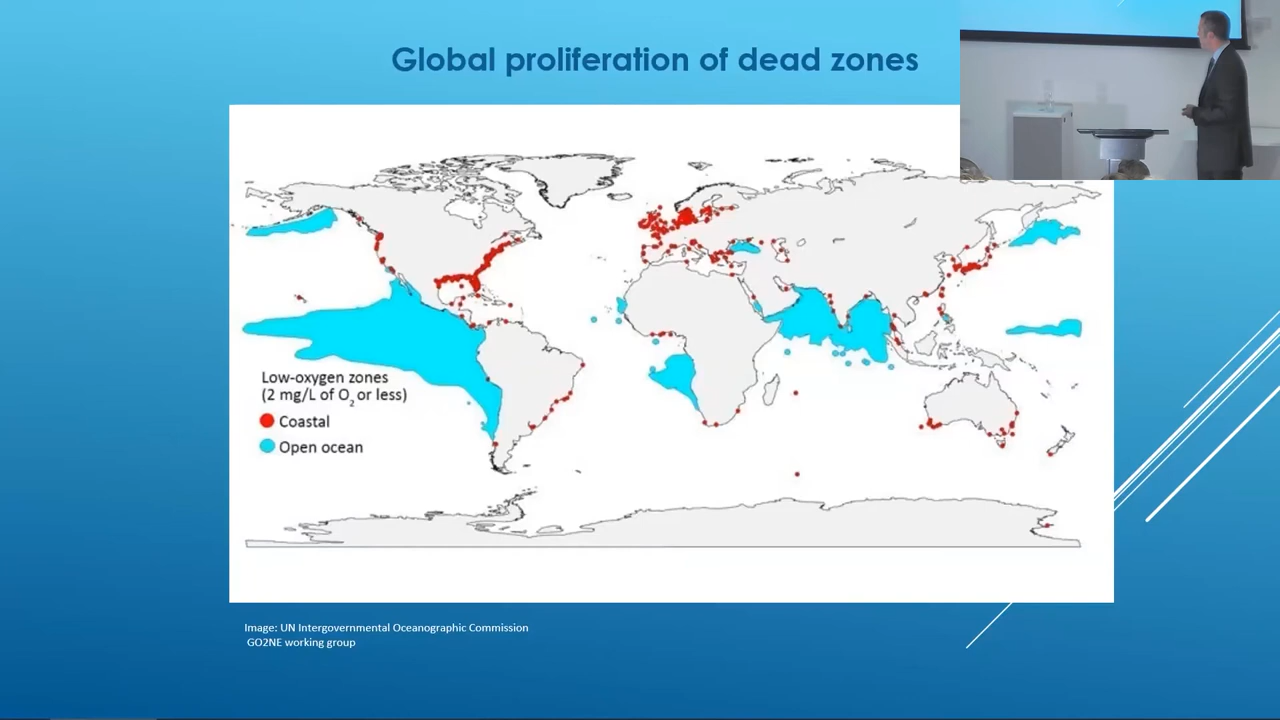 Global proliferation of dead zones
Low-oxygen zones
(2 mg/L of O2 or less)
Coastal
Open ocean
Image: UN Intergovernmental Oceanographic Commission
GO2NE working group